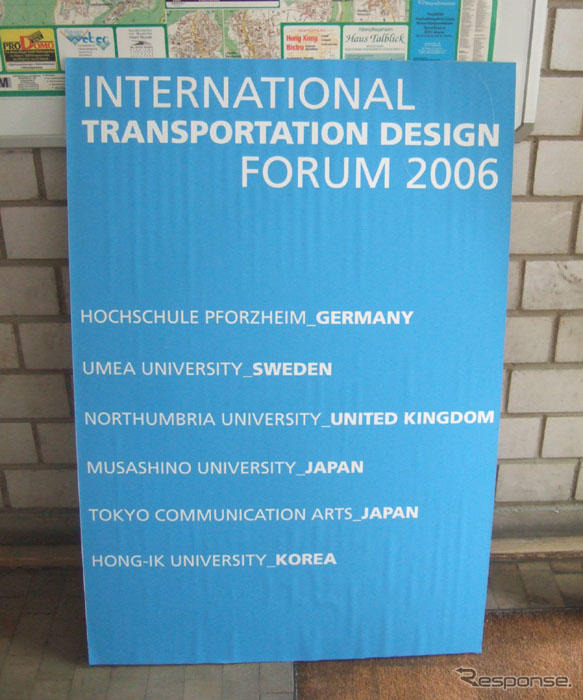 PRODOMO
wetec
Hong Kong
Bistro
Haus Talblick
INTERNATIONAL
TRANSPORTATION DESIGN
FORUM 2006
HOCHSCHULE PFORZHEIM_GERMANY
UMEA UNIVERSITY_SWEDEN
NORTHUMBRIA UNIVERSITY_UNITED KINGDOM
MUSASHINO UNIVERSITY_JAPAN
TOKYO COMMUNICATION ARTS_JAPAN
HONG-IK UNIVERSITY_KOREA
Response.